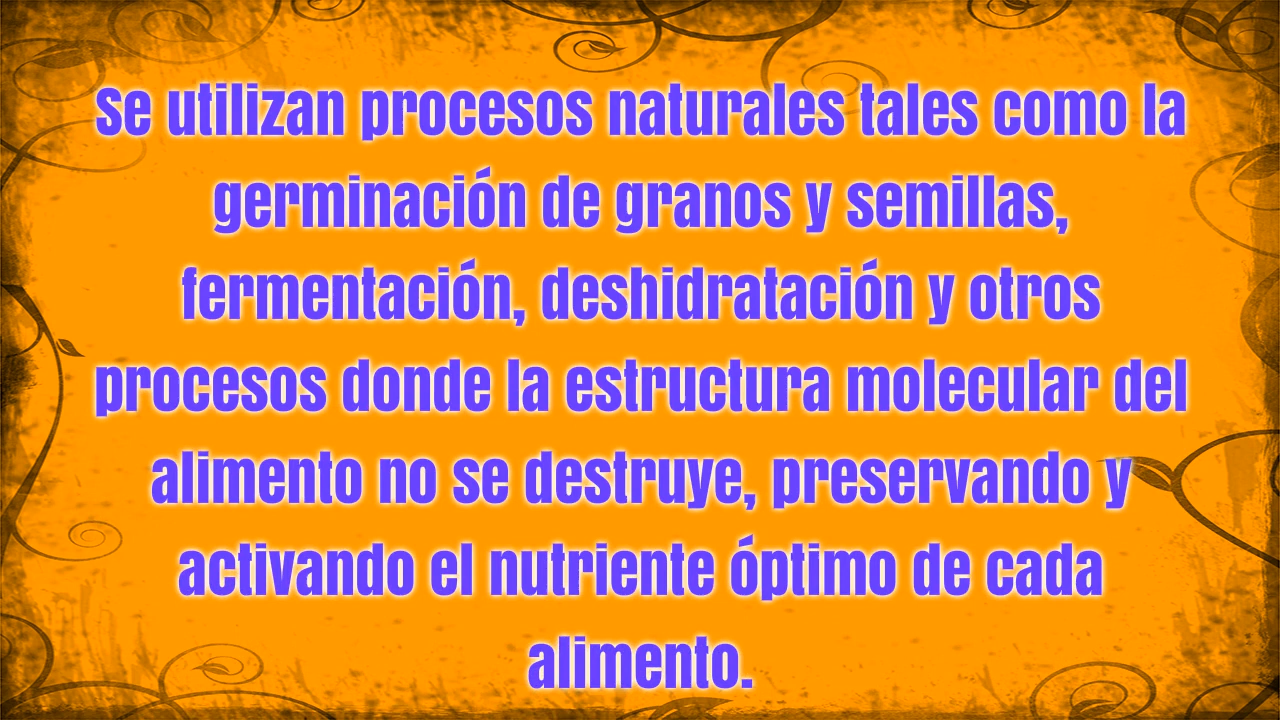 Se utilizan procesos naturales tales como la
germinación de granos y semillas,
fermentación, deshidratación y otros
procesos donde la estructura molecular del
alimento no se destruye, preservando y
activando el nutriente óptimo de cada
alimento.